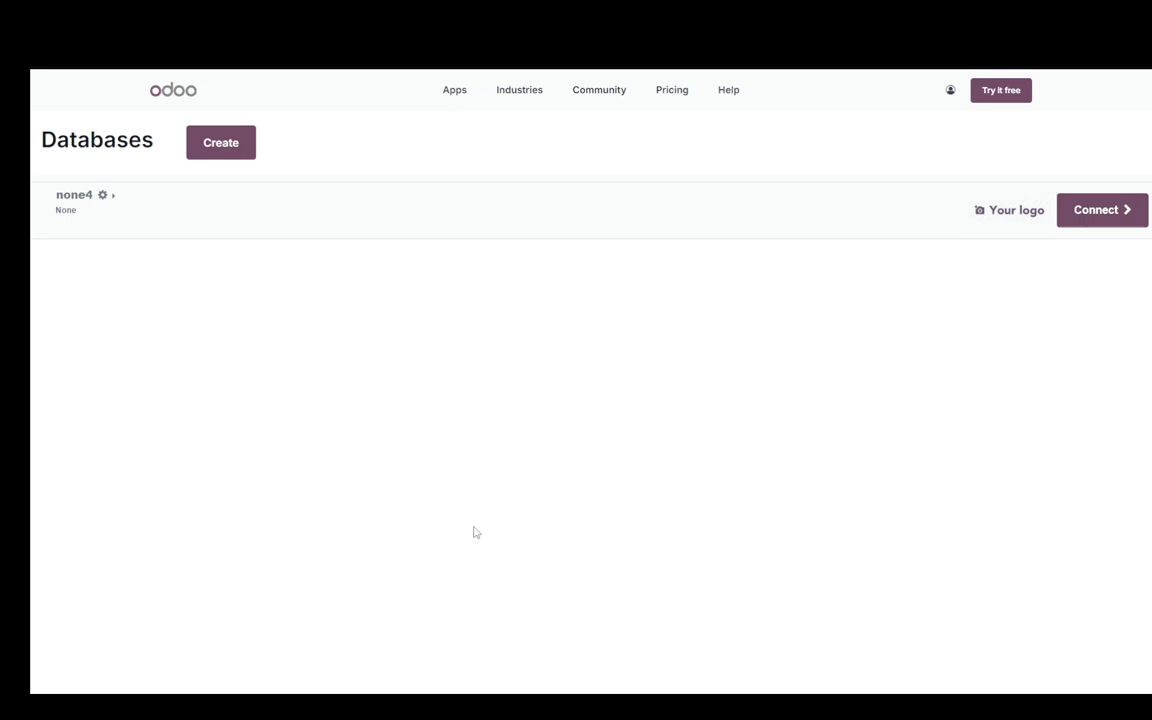 odoo Apps Industries Community Pricing Help Try it free
Databases Create
none4
None
Your logo Connect